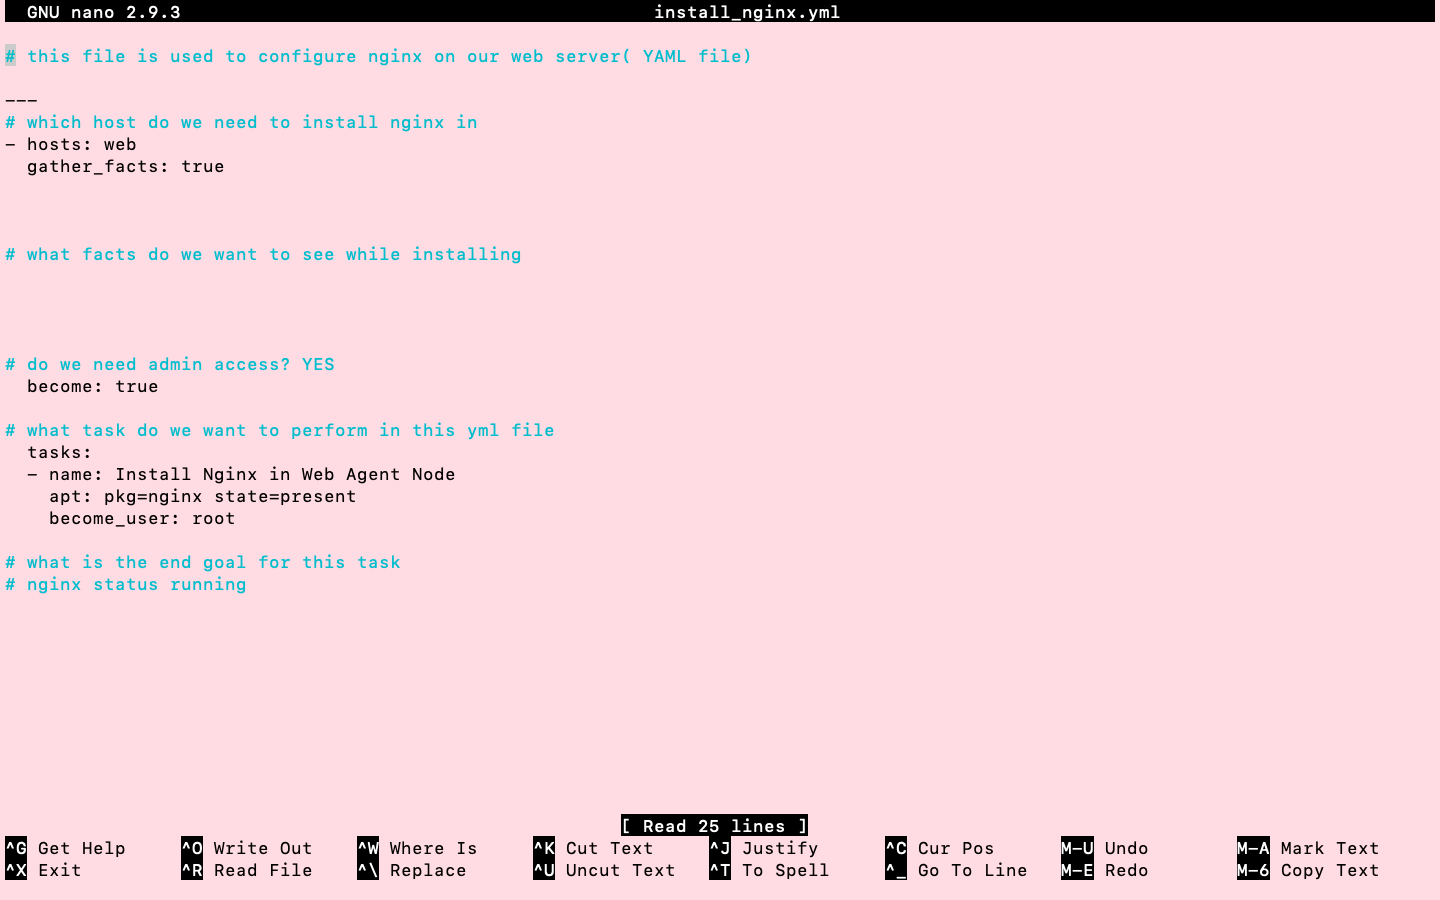 GNU nano 2.9.3 install_nginx.yml
# this file is used to configure nginx on our web server( YAML file)
---
# which host do we need to install nginx in
- hosts: web
  gather_facts: true
# what facts do we want to see while installing
# do we need admin access? YES
  become: true
# what task do we want to perform in this yml file
  tasks:
  - name: Install Nginx in Web Agent Node
    apt: pkg=nginx state=present
    become_user: root
# what is the end goal for this task
# nginx status running
[ Read 25 lines ]
^G Get Help ^O Write Out ^W Where Is ^K Cut Text ^J Justify ^C Cur Pos M-U Undo M-A Mark Text
^X Exit ^R Read File ^\ Replace ^U Uncut Text ^T To Spell ^_ Go To Line M-E Redo M-6 Copy Text